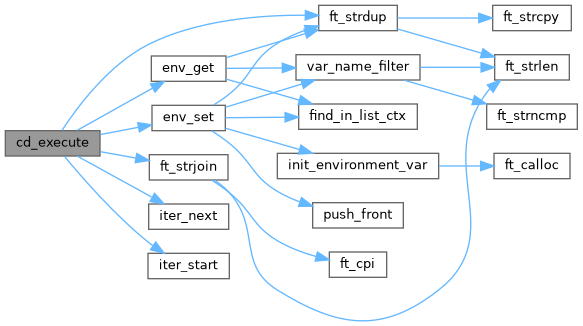 cd_execute
env_get
env_set
ft_strjoin
iter_next
iter_start
ft_strdup
var_name_filter
find_in_list_ctx
init_environment_var
push_front
ft_cpi
ft_strcpy
ft_strlen
ft_strncmp
ft_calloc